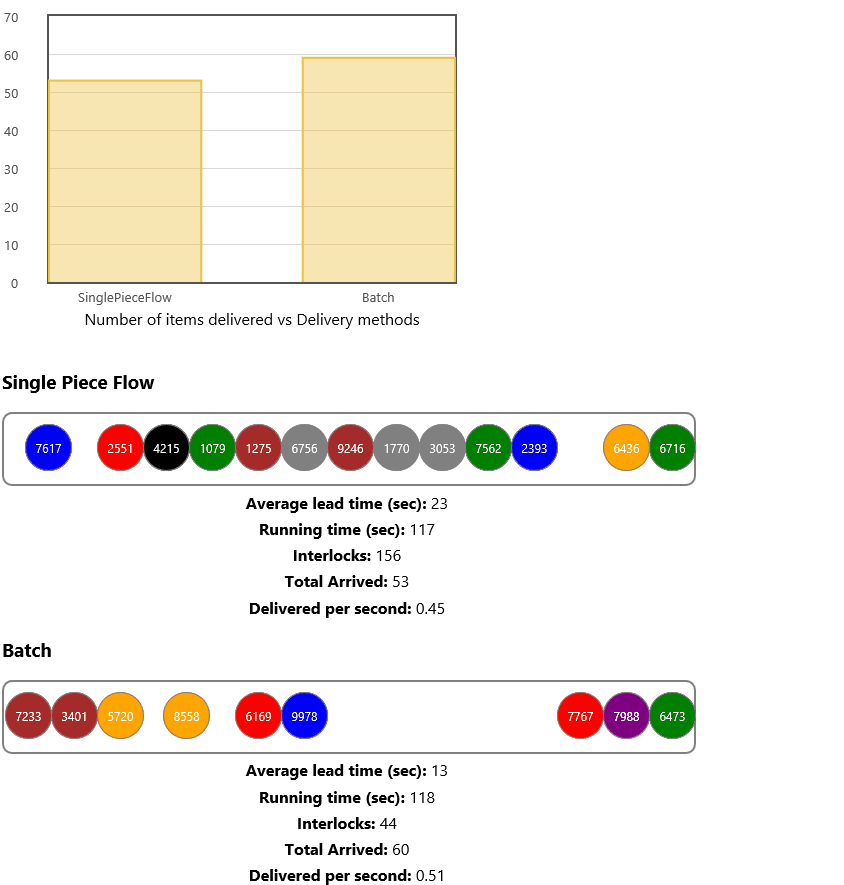 70
60
50
40
30
20
10
0
SinglePieceFlow Batch
Number of items delivered vs Delivery methods
Single Piece Flow
7617 2551 4215 1079 1275 6756 9246 1770 3053 7562 2393 6436 6716
Average lead time (sec): 23
Running time (sec): 117
Interlocks: 156
Total Arrived: 53
Delivered per second: 0.45
Batch
7233 3401 5720 8558 6169 9978 7767 7988 6473
Average lead time (sec): 13
Running time (sec): 118
Interlocks: 44
Total Arrived: 60
Delivered per second: 0.51